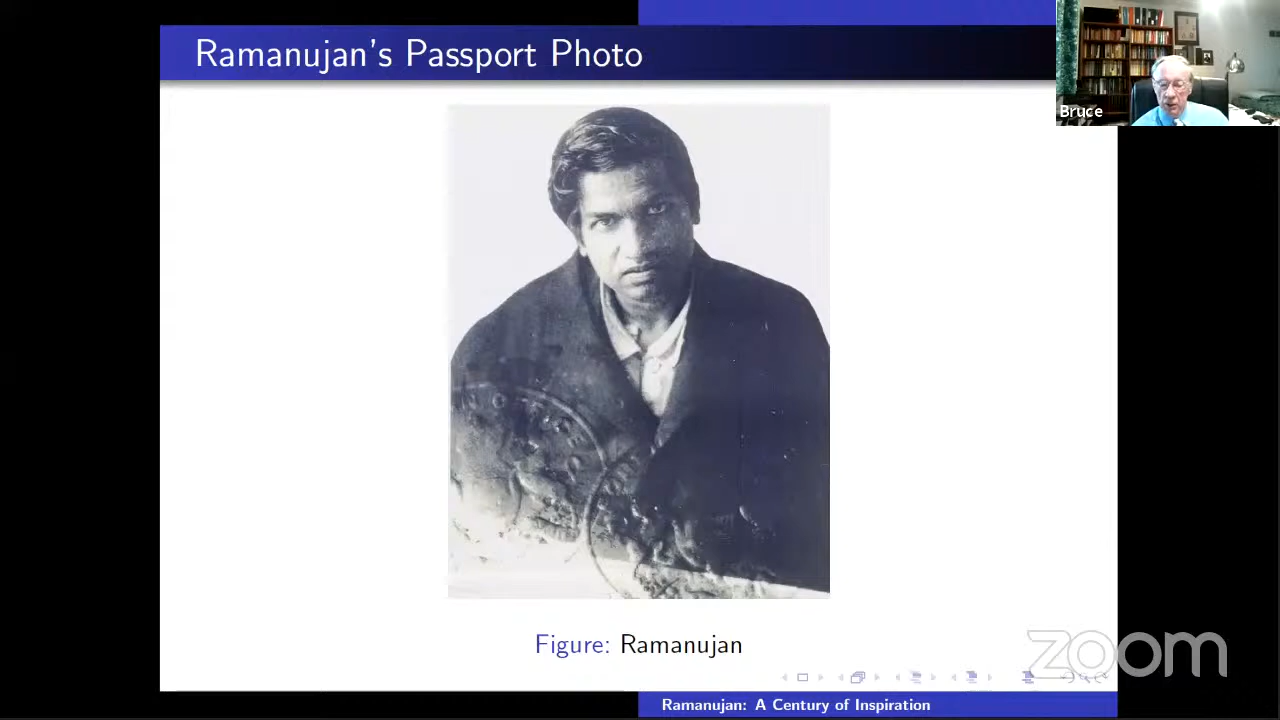 Ramanujan's Passport Photo
Bruce
Figure: Ramanujan
zoom
Ramanujan: A Century of Inspiration